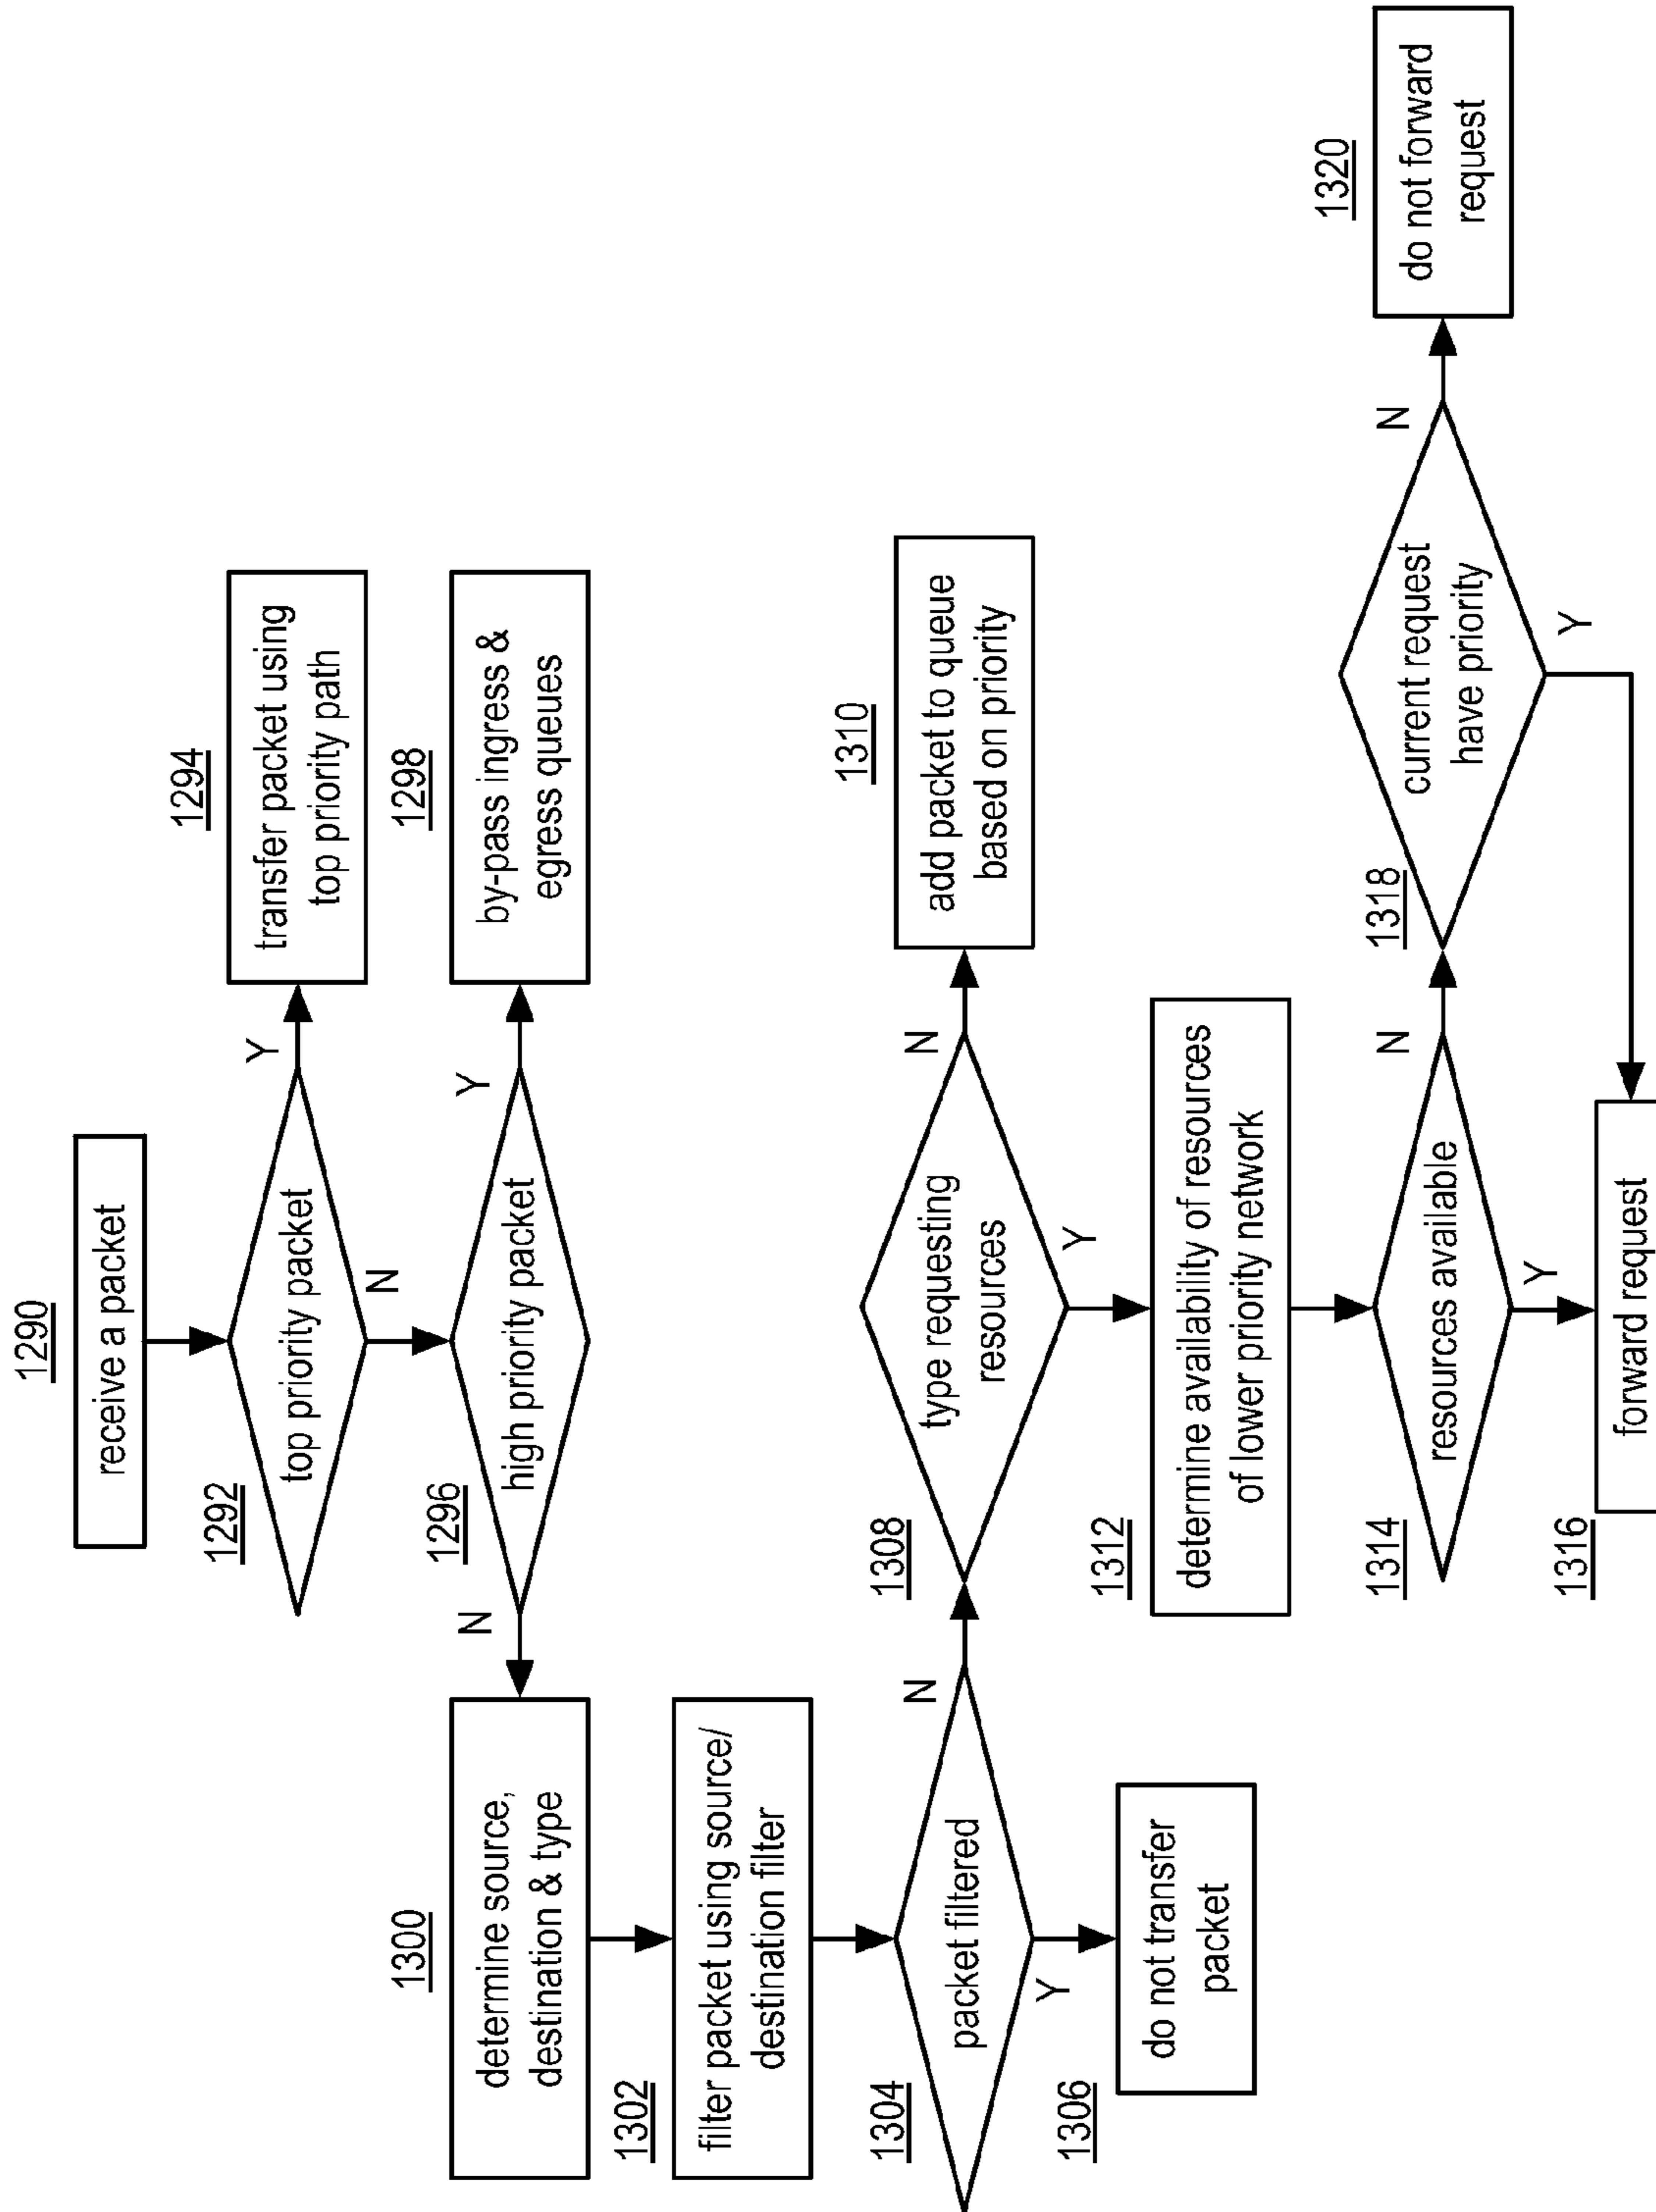 1290
receive a packet
1292
top priority packet
Y
N
1294
transfer packet using
top priority path
1296
high priority packet
Y
N
1298
by-pass ingress &
egress queues
1300
determine source,
destination & type
1302
filter packet using source/
destination filter
1304
packet filtered
N
Y
1306
do not transfer
packet
1308
type requesting
resources
N
Y
1310
add packet to queue
based on priority
1312
determine availability of resources
of lower priority network
1314
resources available
N
Y
1316
forward request
1318
current request
have priority
N
Y
1320
do not forward
request